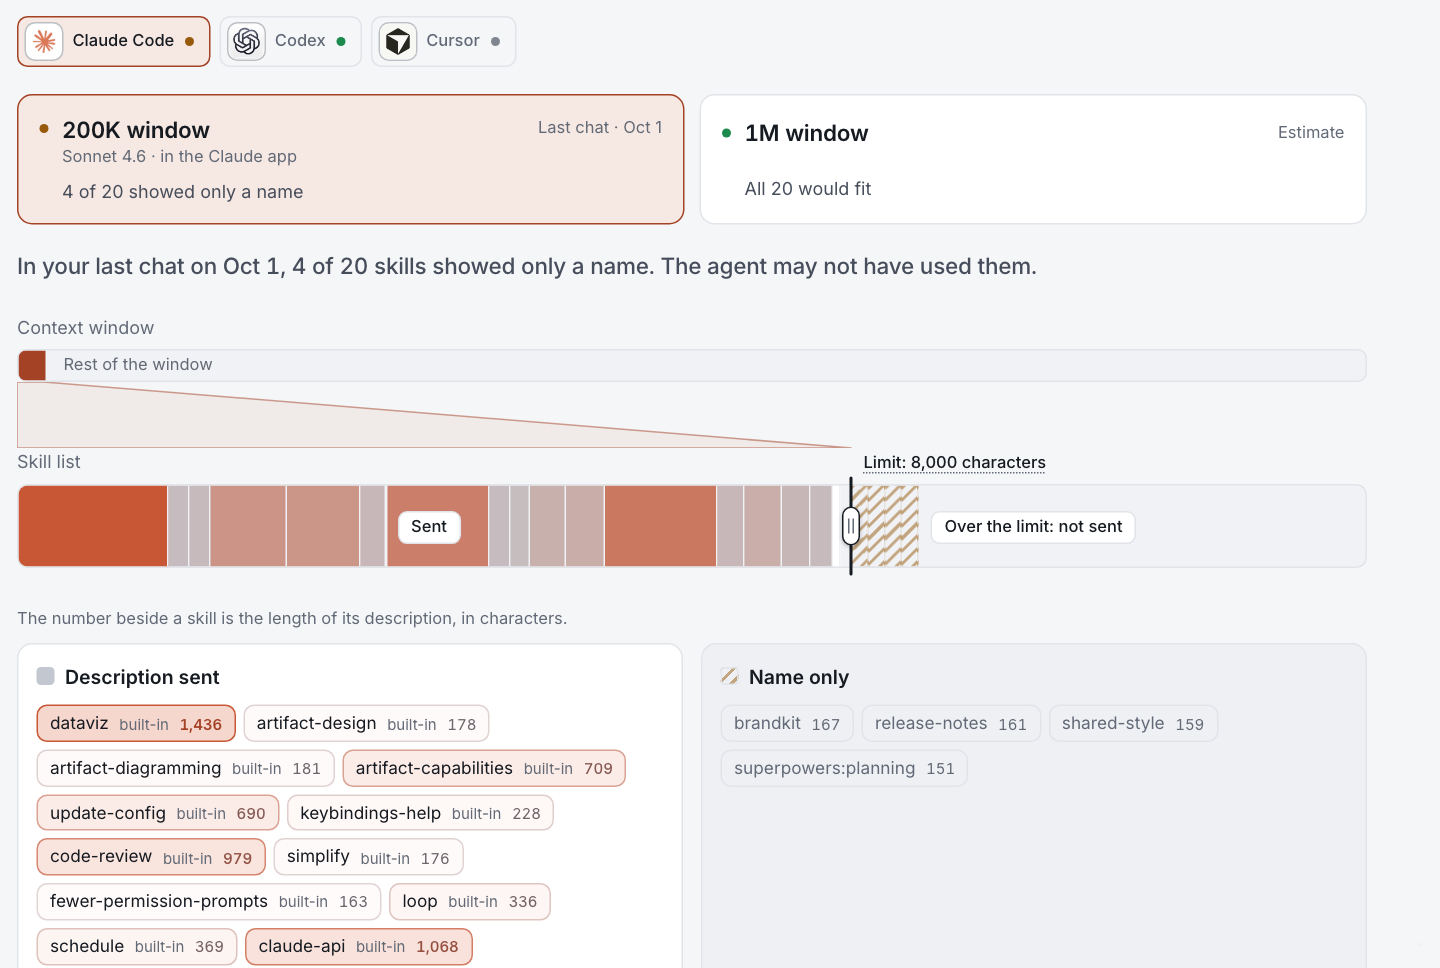 Claude Code
Codex
Cursor
200K window
Last chat · Oct 1
Sonnet 4.6 · in the Claude app
4 of 20 showed only a name
1M window
Estimate
All 20 would fit
In your last chat on Oct 1, 4 of 20 skills showed only a name. The agent may not have used them.
Context window
Rest of the window
Skill list
Limit: 8,000 characters
Sent
Over the limit: not sent
The number beside a skill is the length of its description, in characters.
Description sent
dataviz built-in 1,436
artifact-design built-in 178
artifact-diagramming built-in 181
artifact-capabilities built-in 709
update-config built-in 690
keybindings-help built-in 228
code-review built-in 979
simplify built-in 176
fewer-permission-prompts built-in 163
loop built-in 336
schedule built-in 369
claude-api built-in 1,068
Name only
brandkit 167
release-notes 161
shared-style 159
superpowers:planning 151